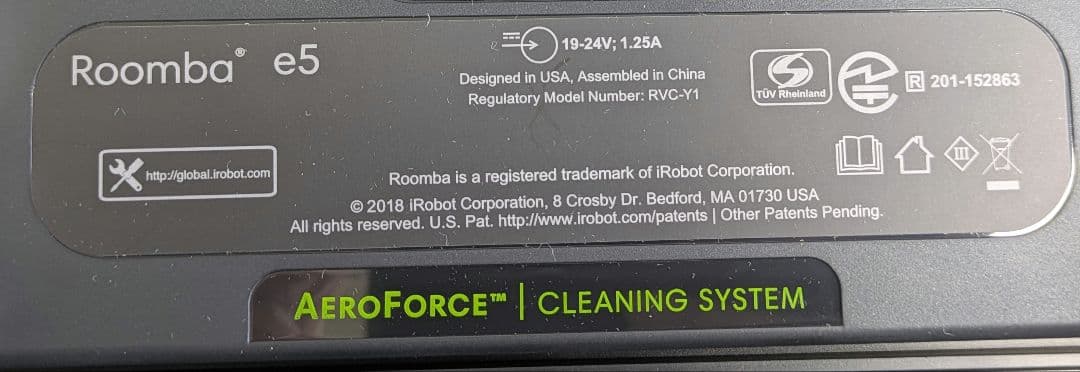 Roomba® e5
19-24V; 1.25A
Designed in USA, Assembled in China
Regulatory Model Number: RVC-Y1
TÜV Rheinland
R 201-152863
http://global.irobot.com
III
Roomba is a registered trademark of iRobot Corporation.
© 2018 iRobot Corporation, 8 Crosby Dr. Bedford, MA 01730 USA
All rights reserved. U.S. Pat. http://www.irobot.com/patents | Other Patents Pending.
AEROFORCE™ | CLEANING SYSTEM